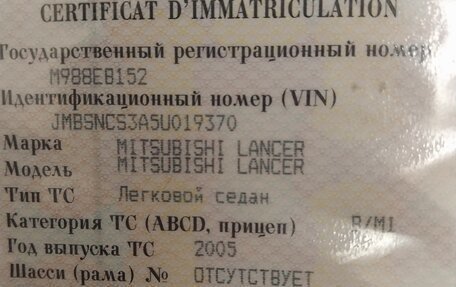 CERTIFICAT D'IMMATRICULATION
Государственный регистрационный номер
М988ЕВ152
Идентификационный номер (VIN)
JMBSNCS3A5U019370
Марка MITSUBISHI LANCER
Модель MITSUBISHI LANCER
Тип ТС Легковой седан
Категория ТС (ABCD, прицеп) B/M1
Год выпуска ТС 2005
Шасси (рама) № ОТСУТСТВУЕТ